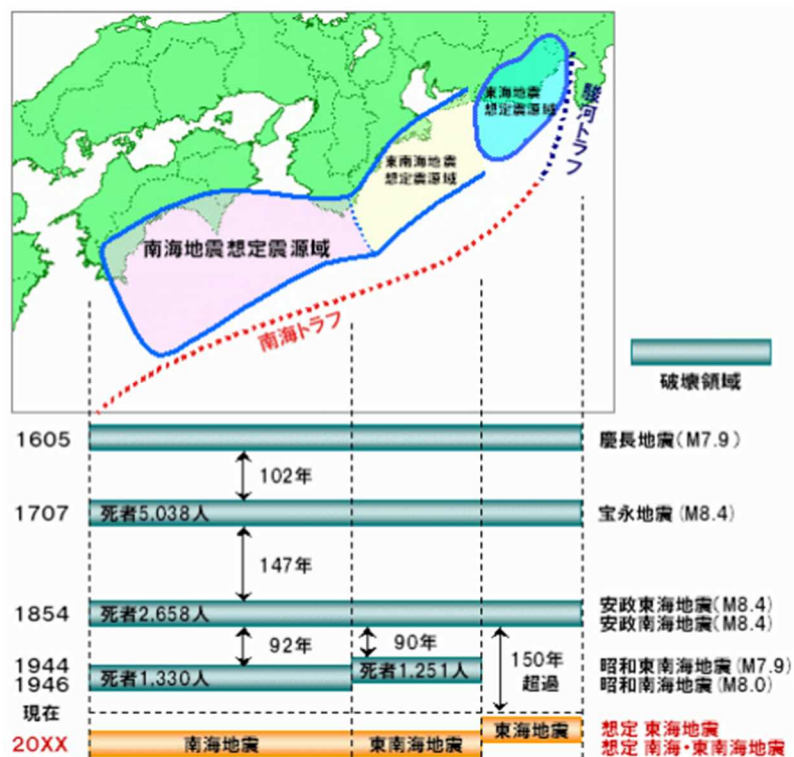 東海地震
想定震源域
駿河トラフ
東南海地震
想定震源域
南海地震想定震源域
南海トラフ
破壊領域
1605
慶長地震(M7.9)
102年
1707
死者5,038人
宝永地震(M8.4)
147年
1854
死者2,658人
安政東海地震(M8.4)
安政南海地震(M8.4)
92年
90年
150年
超過
1944
1946
死者1,330人
死者1,251人
昭和東南海地震(M7.9)
昭和南海地震(M8.0)
現在
20XX
南海地震
東南海地震
東海地震
想定 東海地震
想定 南海・東南海地震